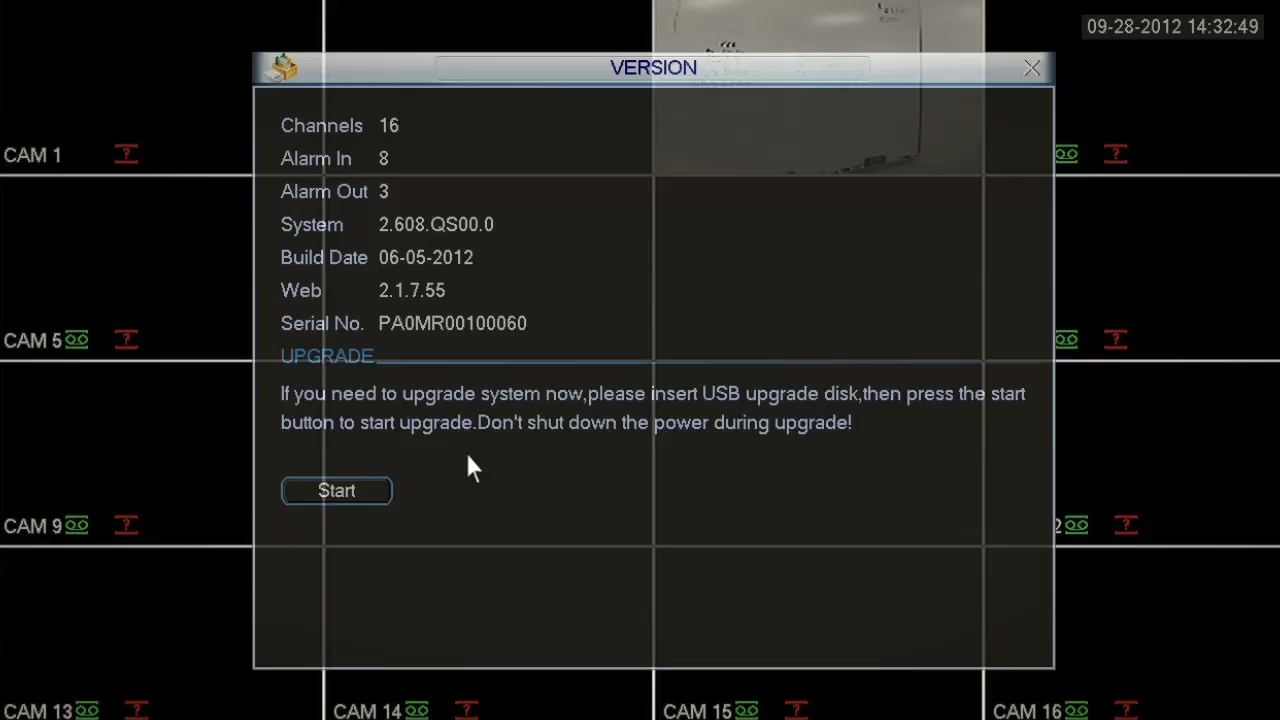 09-28-2012 14:32:49
VERSION
Channels 16
Alarm In 8
Alarm Out 3
System 2.608.QS00.0
Build Date 06-05-2012
Web 2.1.7.55
Serial No. PA0MR00100060
UPGRADE
If you need to upgrade system now,please insert USB upgrade disk,then press the start
button to start upgrade.Don't shut down the power during upgrade!
Start
CAM 1 ?
?
CAM 5 ?
?
CAM 9 ?
2 ?
CAM 13 ?
CAM 14 ?
CAM 15 ?
CAM 16 ?